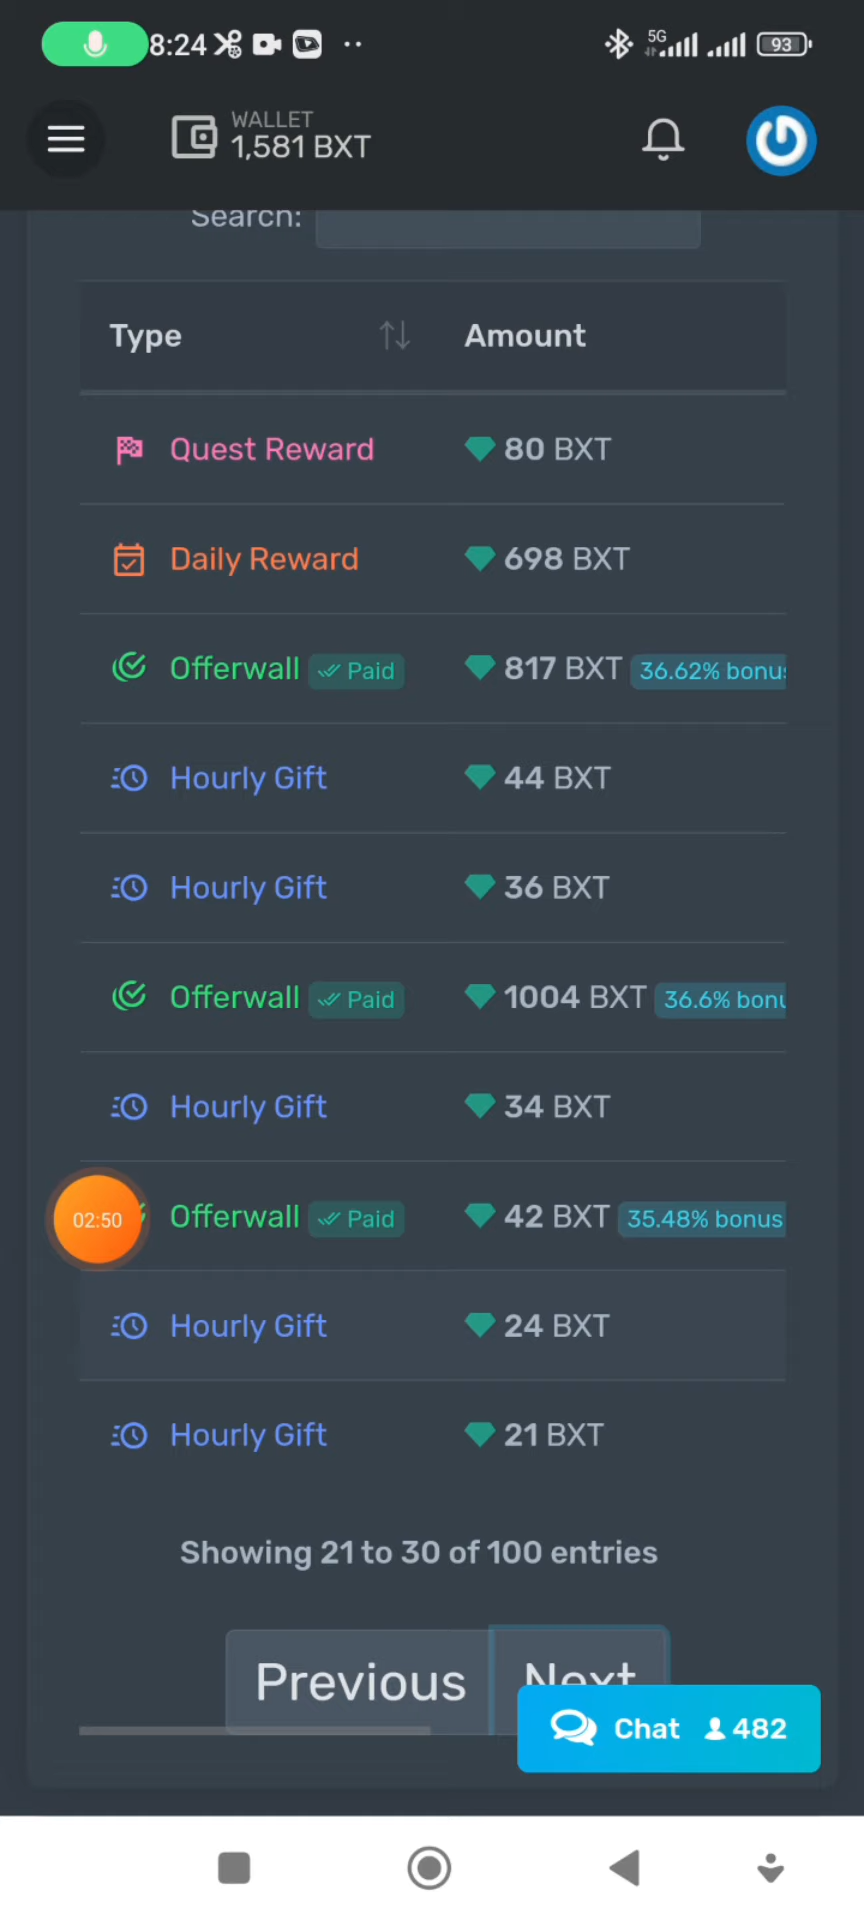 8:24
5G
93
WALLET
1,581 BXT
Search:
Type Amount
Quest Reward 80 BXT
Daily Reward 698 BXT
Offerwall Paid 817 BXT 36.62% bonus
Hourly Gift 44 BXT
Hourly Gift 36 BXT
Offerwall Paid 1004 BXT 36.6% bonu
Hourly Gift 34 BXT
02:50
Offerwall Paid 42 BXT 35.48% bonus
Hourly Gift 24 BXT
Hourly Gift 21 BXT
Showing 21 to 30 of 100 entries
Previous Next
Chat 482